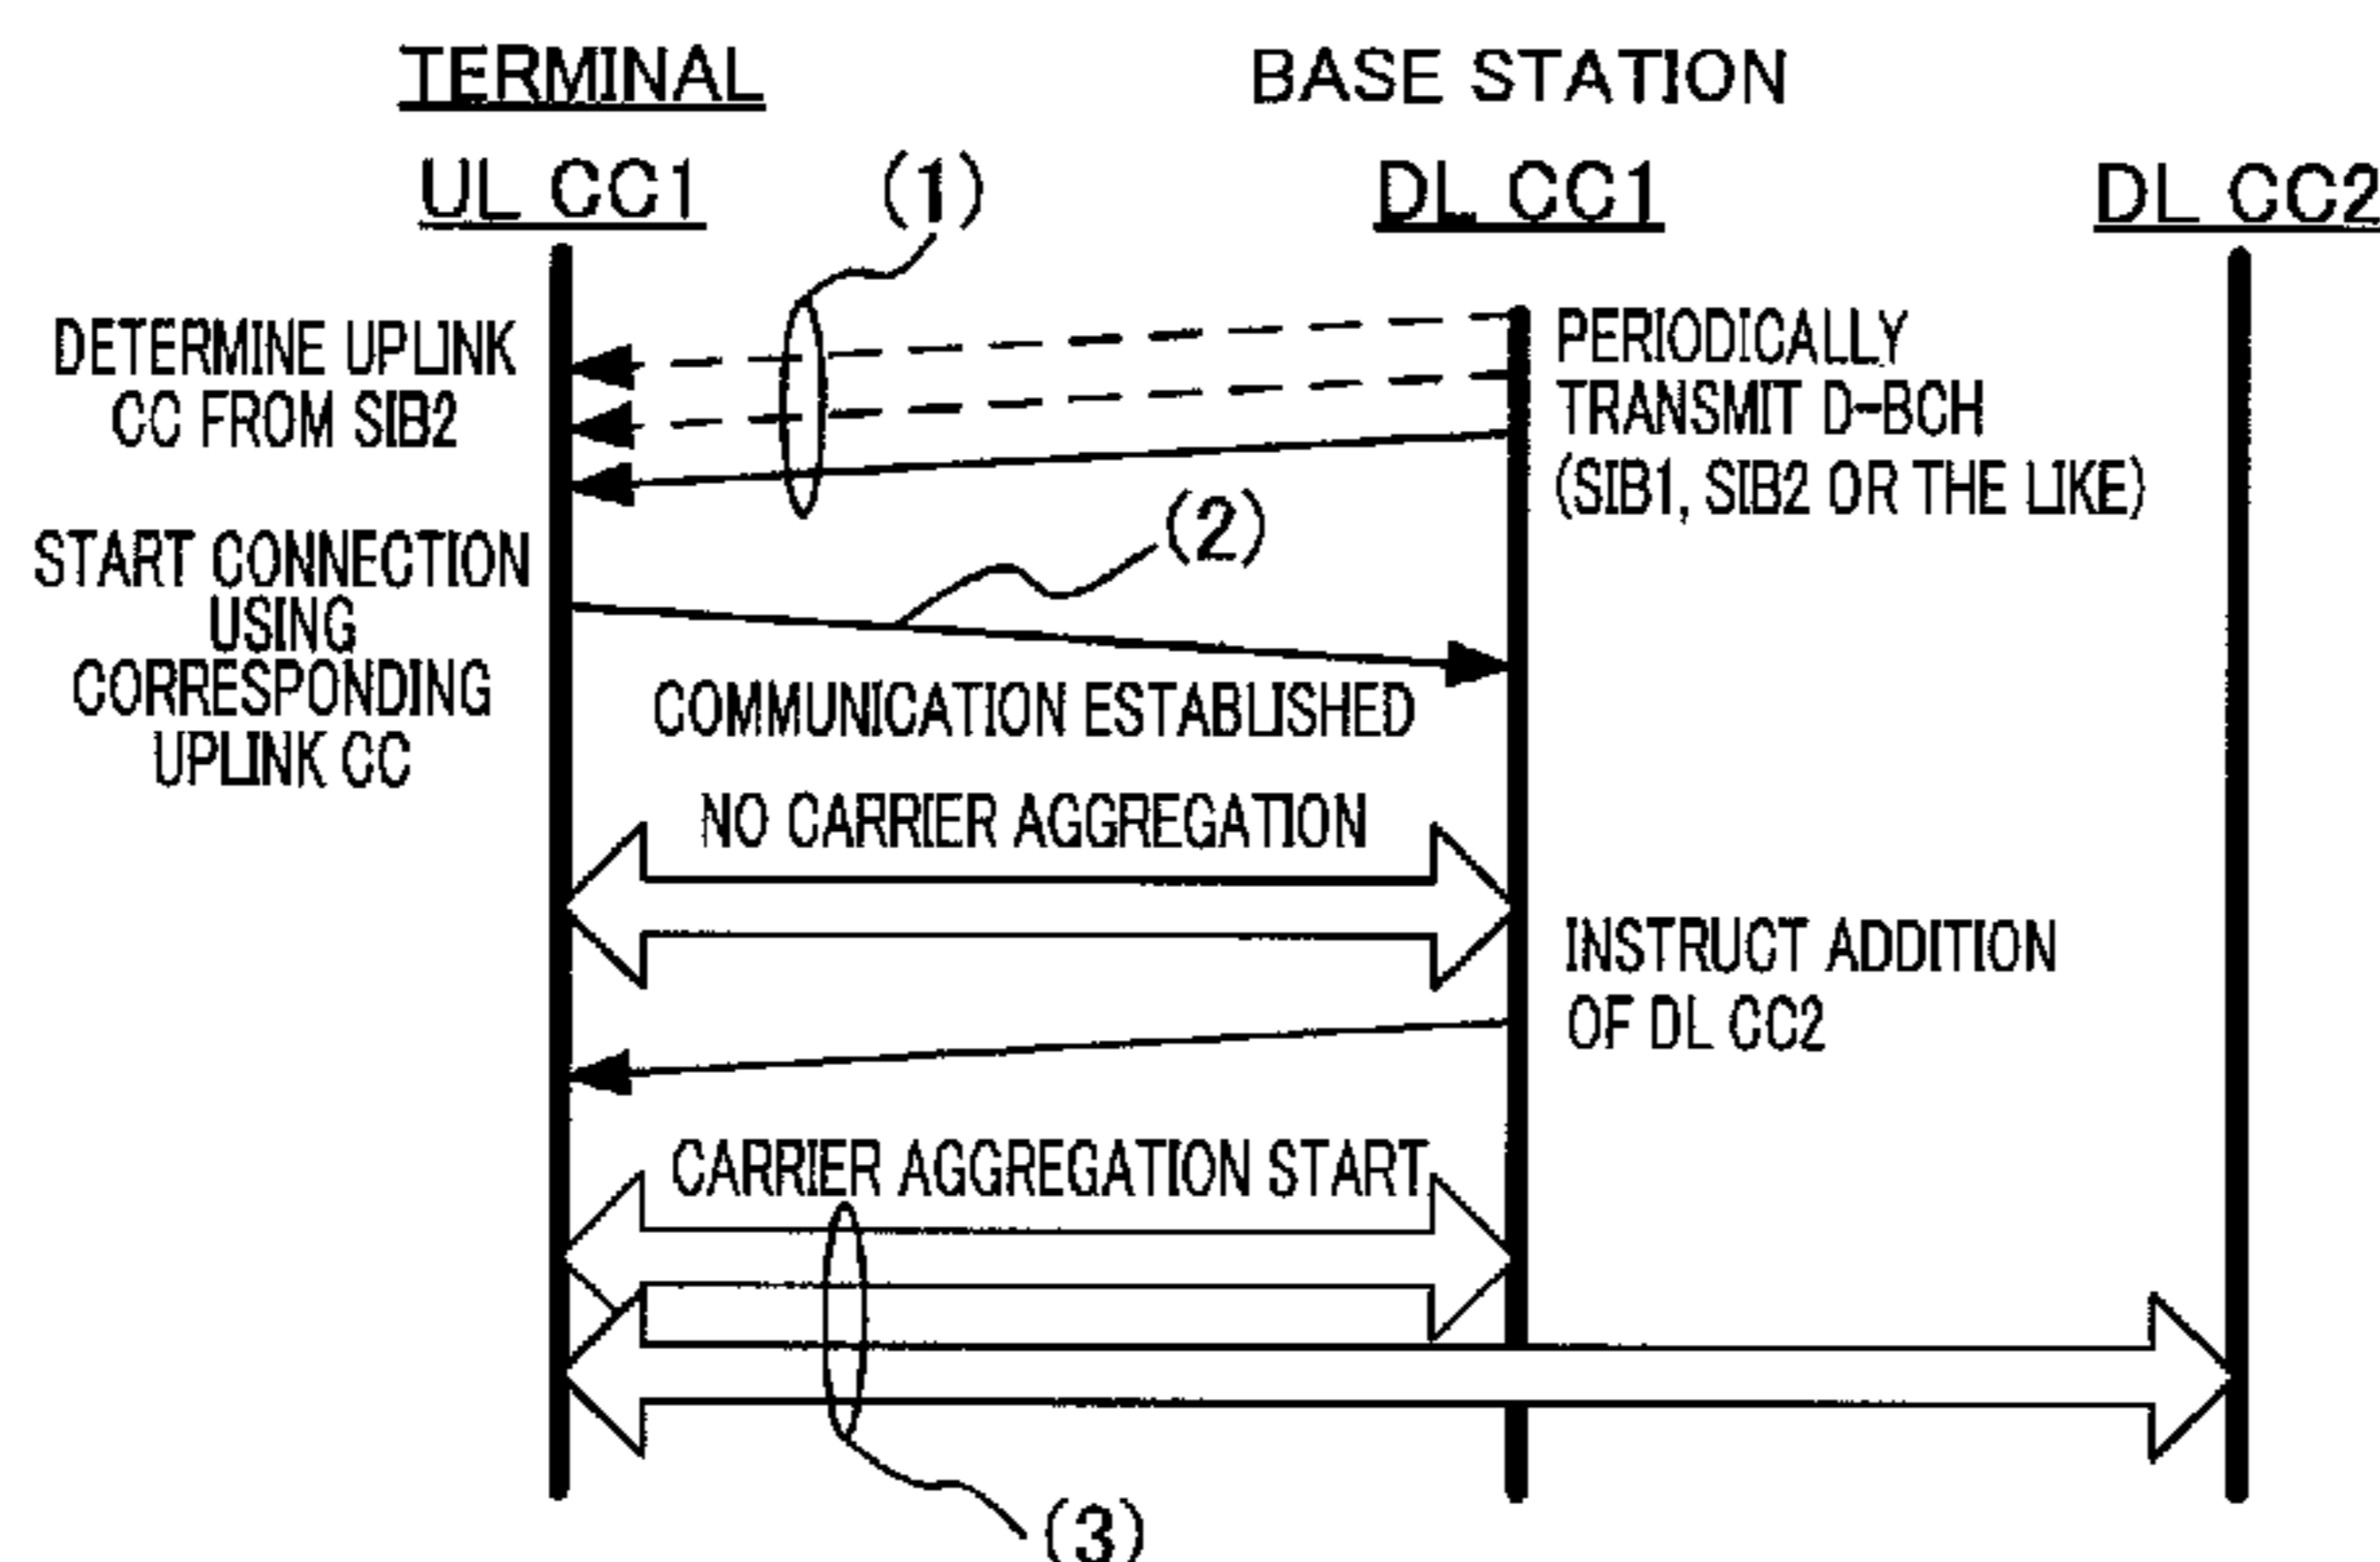 TERMINAL
BASE STATION
UL CC1
(1)
DL CC1
DL CC2
DETERMINE UPLINK
CC FROM SIB2
PERIODICALLY
TRANSMIT D-BCH
(SIB1, SIB2 OR THE LIKE)
START CONNECTION
USING
CORRESPONDING
UPLINK CC
(2)
COMMUNICATION ESTABLISHED
NO CARRIER AGGREGATION
INSTRUCT ADDITION
OF DL CC2
CARRIER AGGREGATION START
(3)